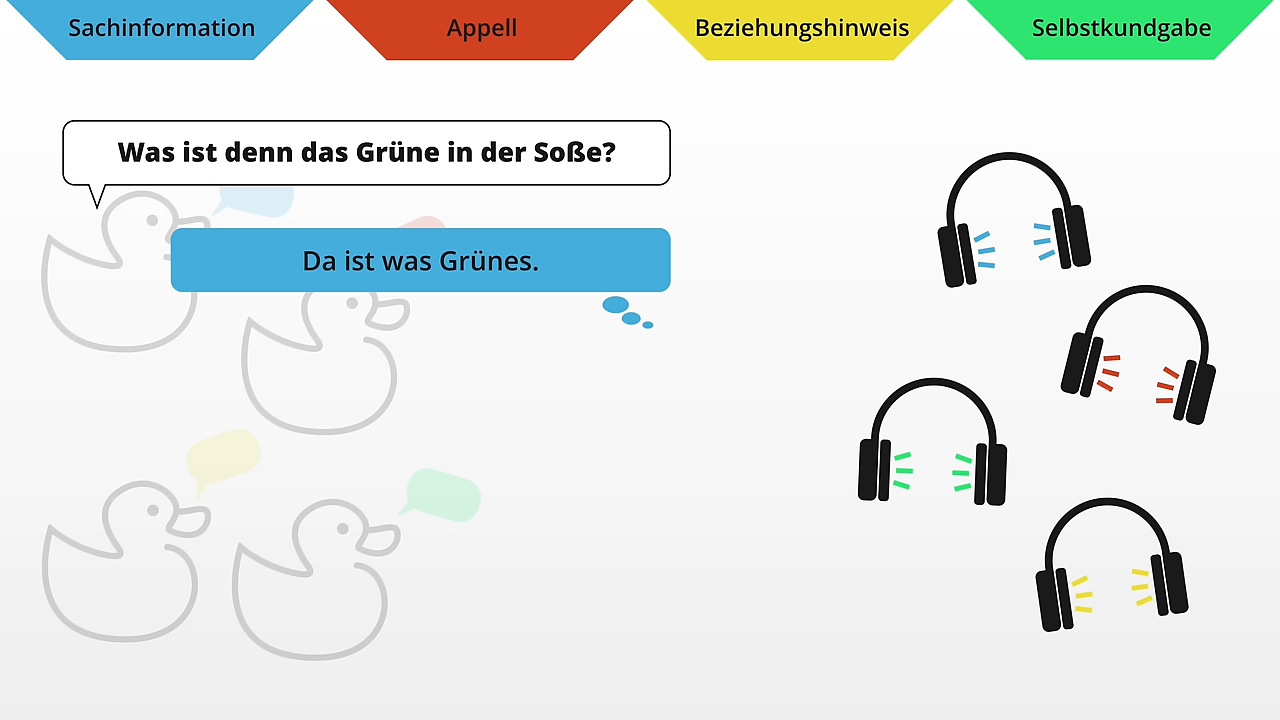 Sachinformation
Appell
Beziehungshinweis
Selbstkundgabe
Was ist denn das Grüne in der Soße?
Da ist was Grünes.